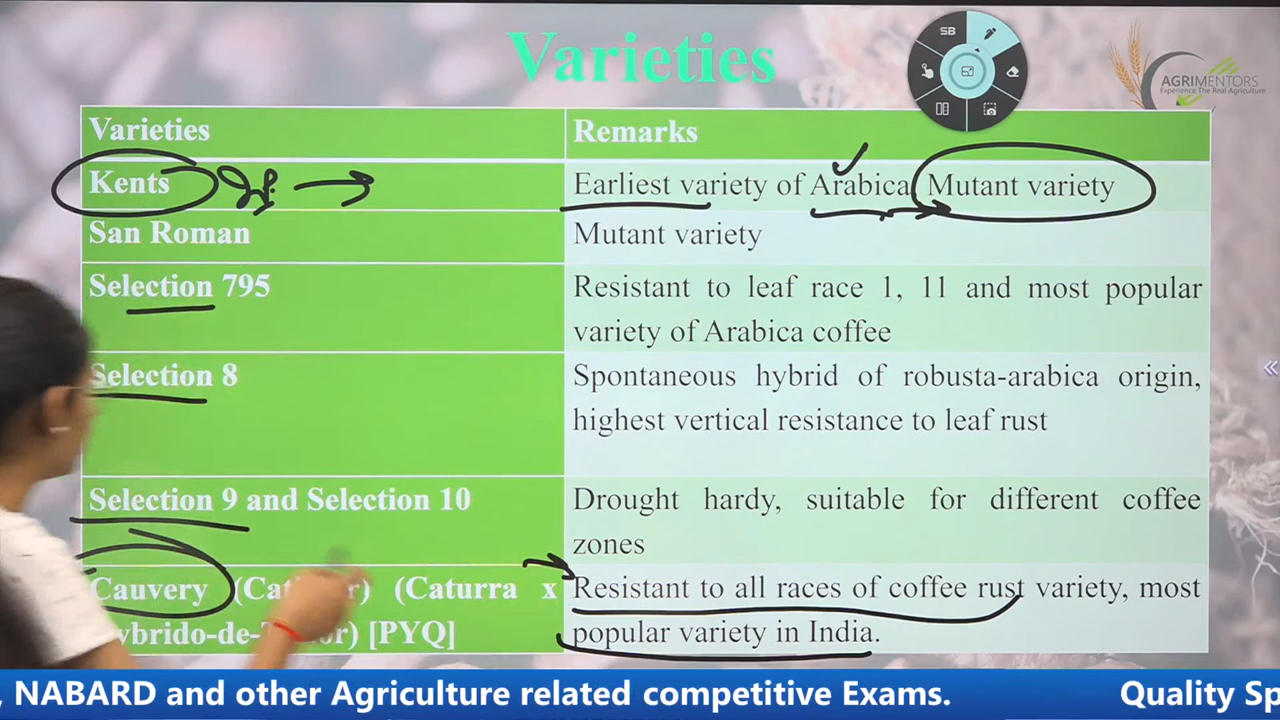 Varieties
SB
AGRIMENTORS
Experience The Real Agriculture
Varieties Remarks
Kents Earliest variety of Arabica Mutant variety
San Roman Mutant variety
Selection 795 Resistant to leaf race 1, 11 and most popular
variety of Arabica coffee
Selection 8 Spontaneous hybrid of robusta-arabica origin,
highest vertical resistance to leaf rust
Selection 9 and Selection 10 Drought hardy, suitable for different coffee
zones
Cauvery (Caturra x Resistant to all races of coffee rust variety, most
[PYQ] popular variety in India.
, NABARD and other Agriculture related competitive Exams. Quality